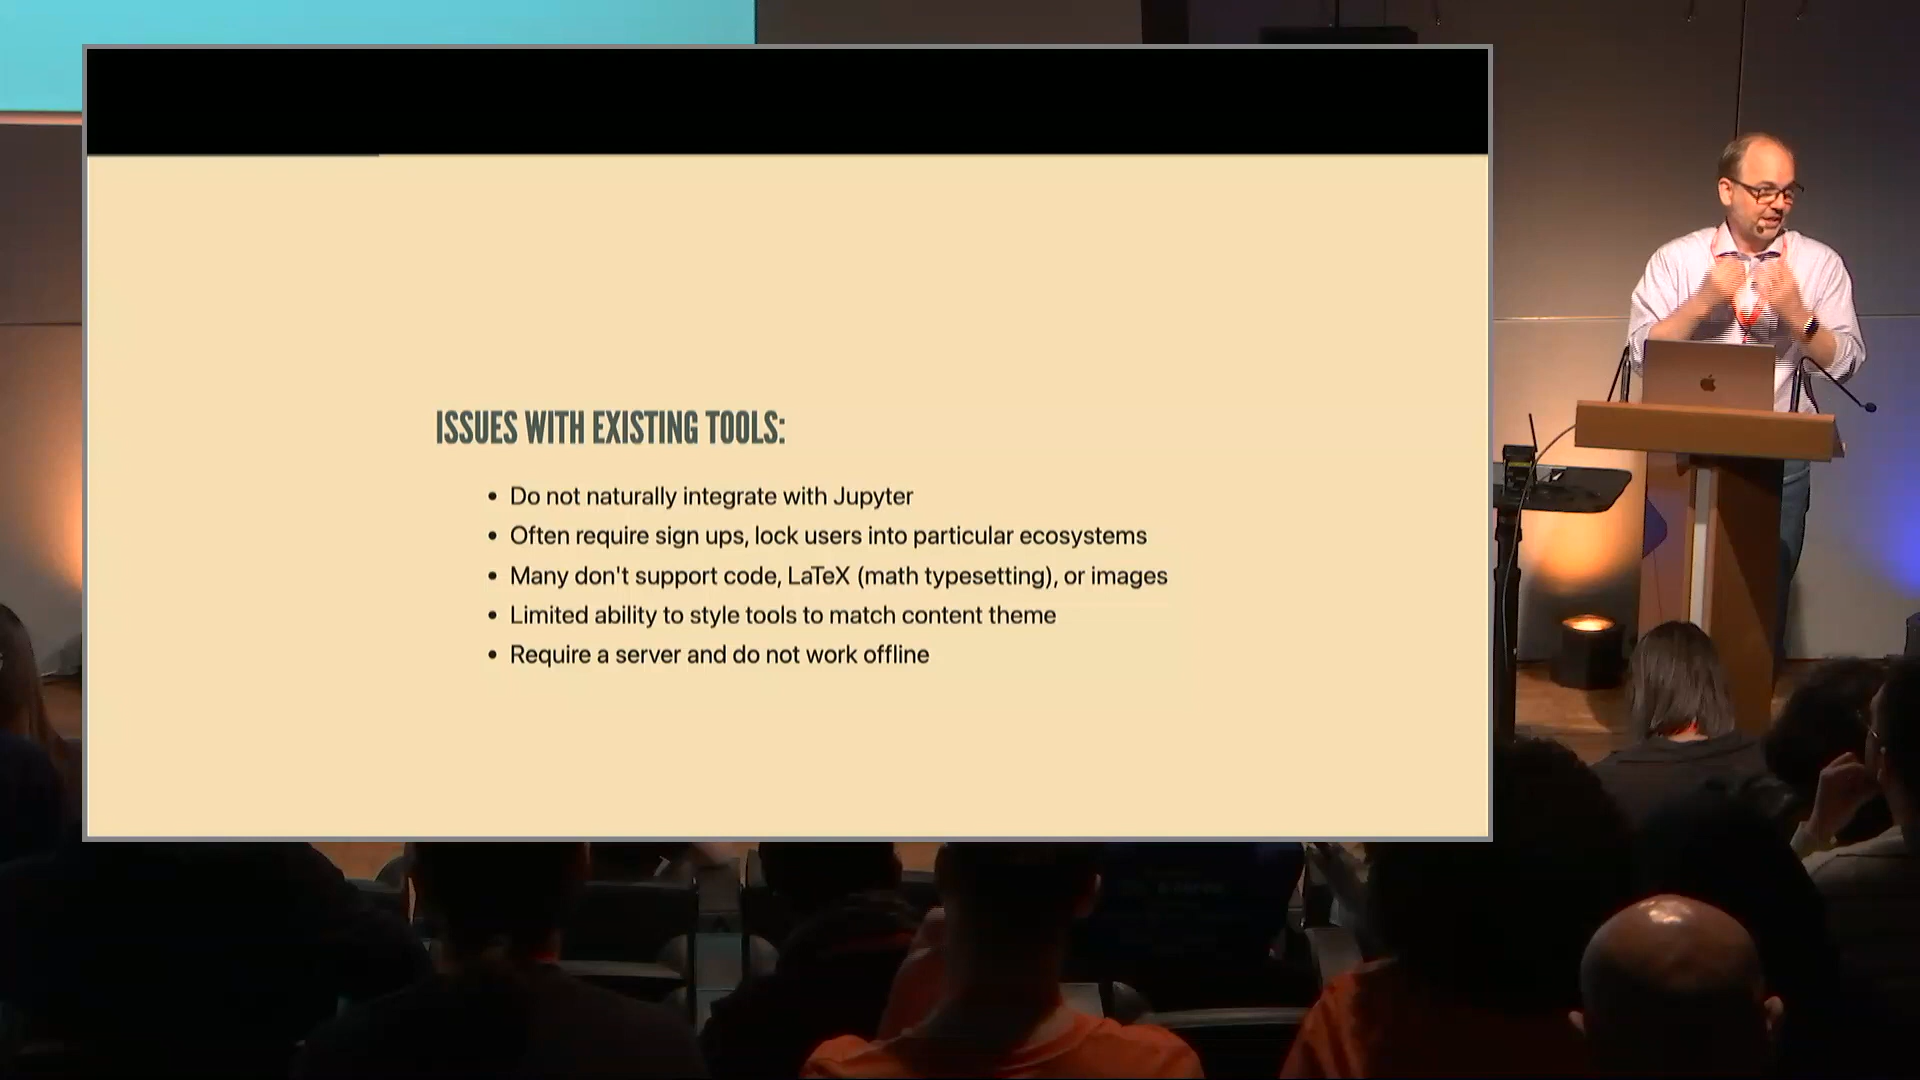 ISSUES WITH EXISTING TOOLS:
• Do not naturally integrate with Jupyter
• Often require sign ups, lock users into particular ecosystems
• Many don't support code, LaTeX (math typesetting), or images
• Limited ability to style tools to match content theme
• Require a server and do not work offline